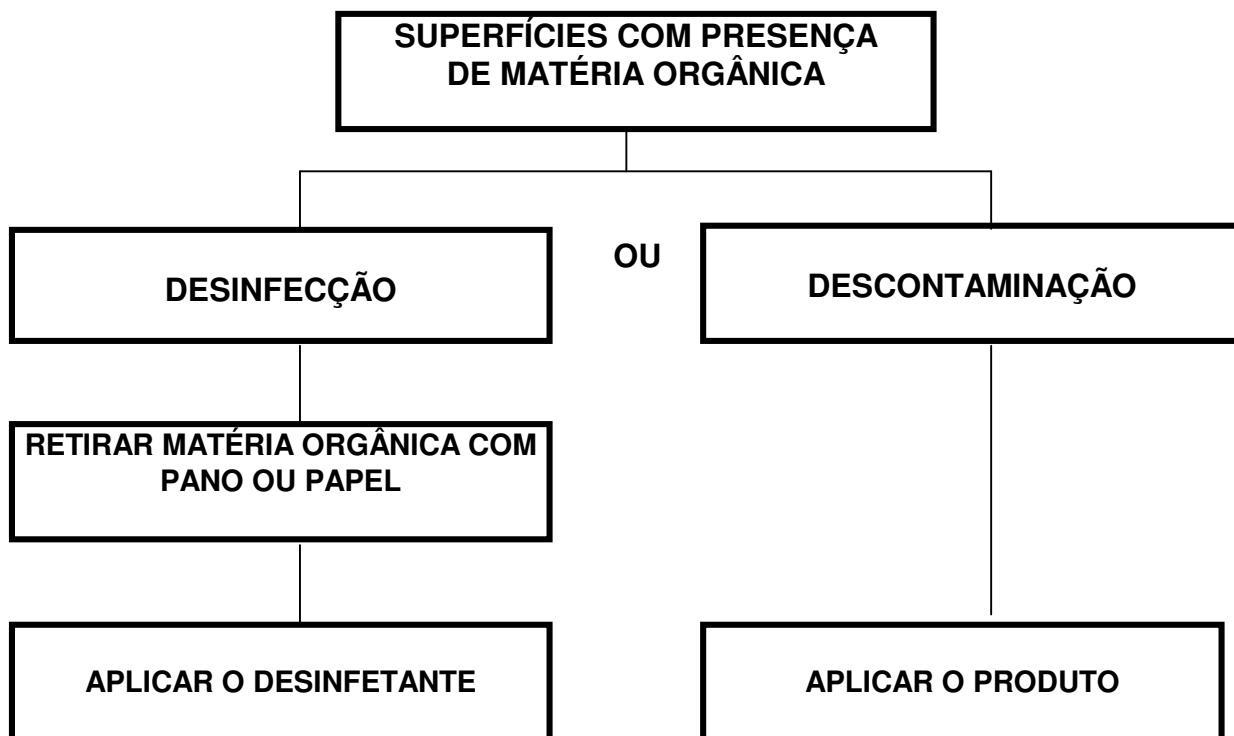 SUPERFÍCIES COM PRESENÇA
DE MATÉRIA ORGÂNICA
OU
DESINFECÇÃO
DESCONTAMINAÇÃO
RETIRAR MATÉRIA ORGÂNICA COM
PANO OU PAPEL
APLICAR O DESINFETANTE
APLICAR O PRODUTO